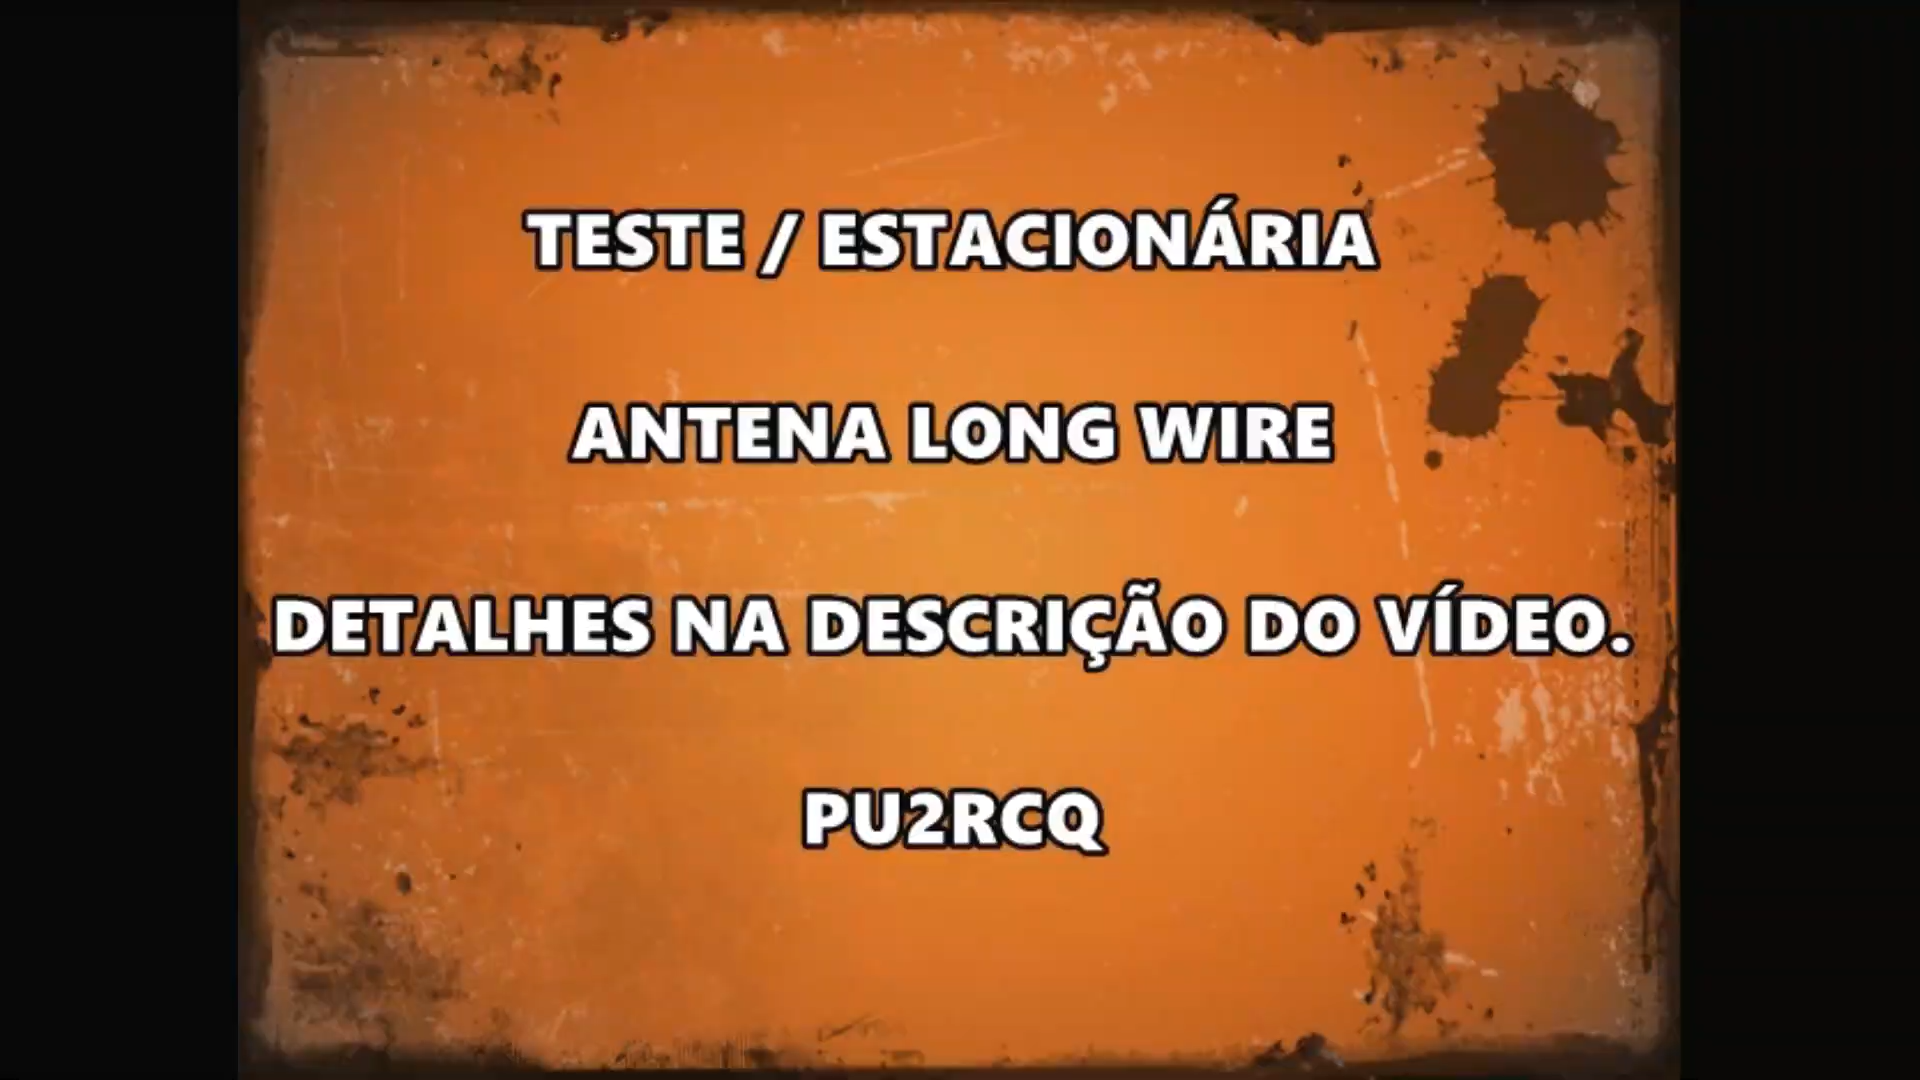 TESTE / ESTACIONÁRIA
ANTENA LONG WIRE
DETALHES NA DESCRIÇÃO DO VÍDEO.
PU2RCQ